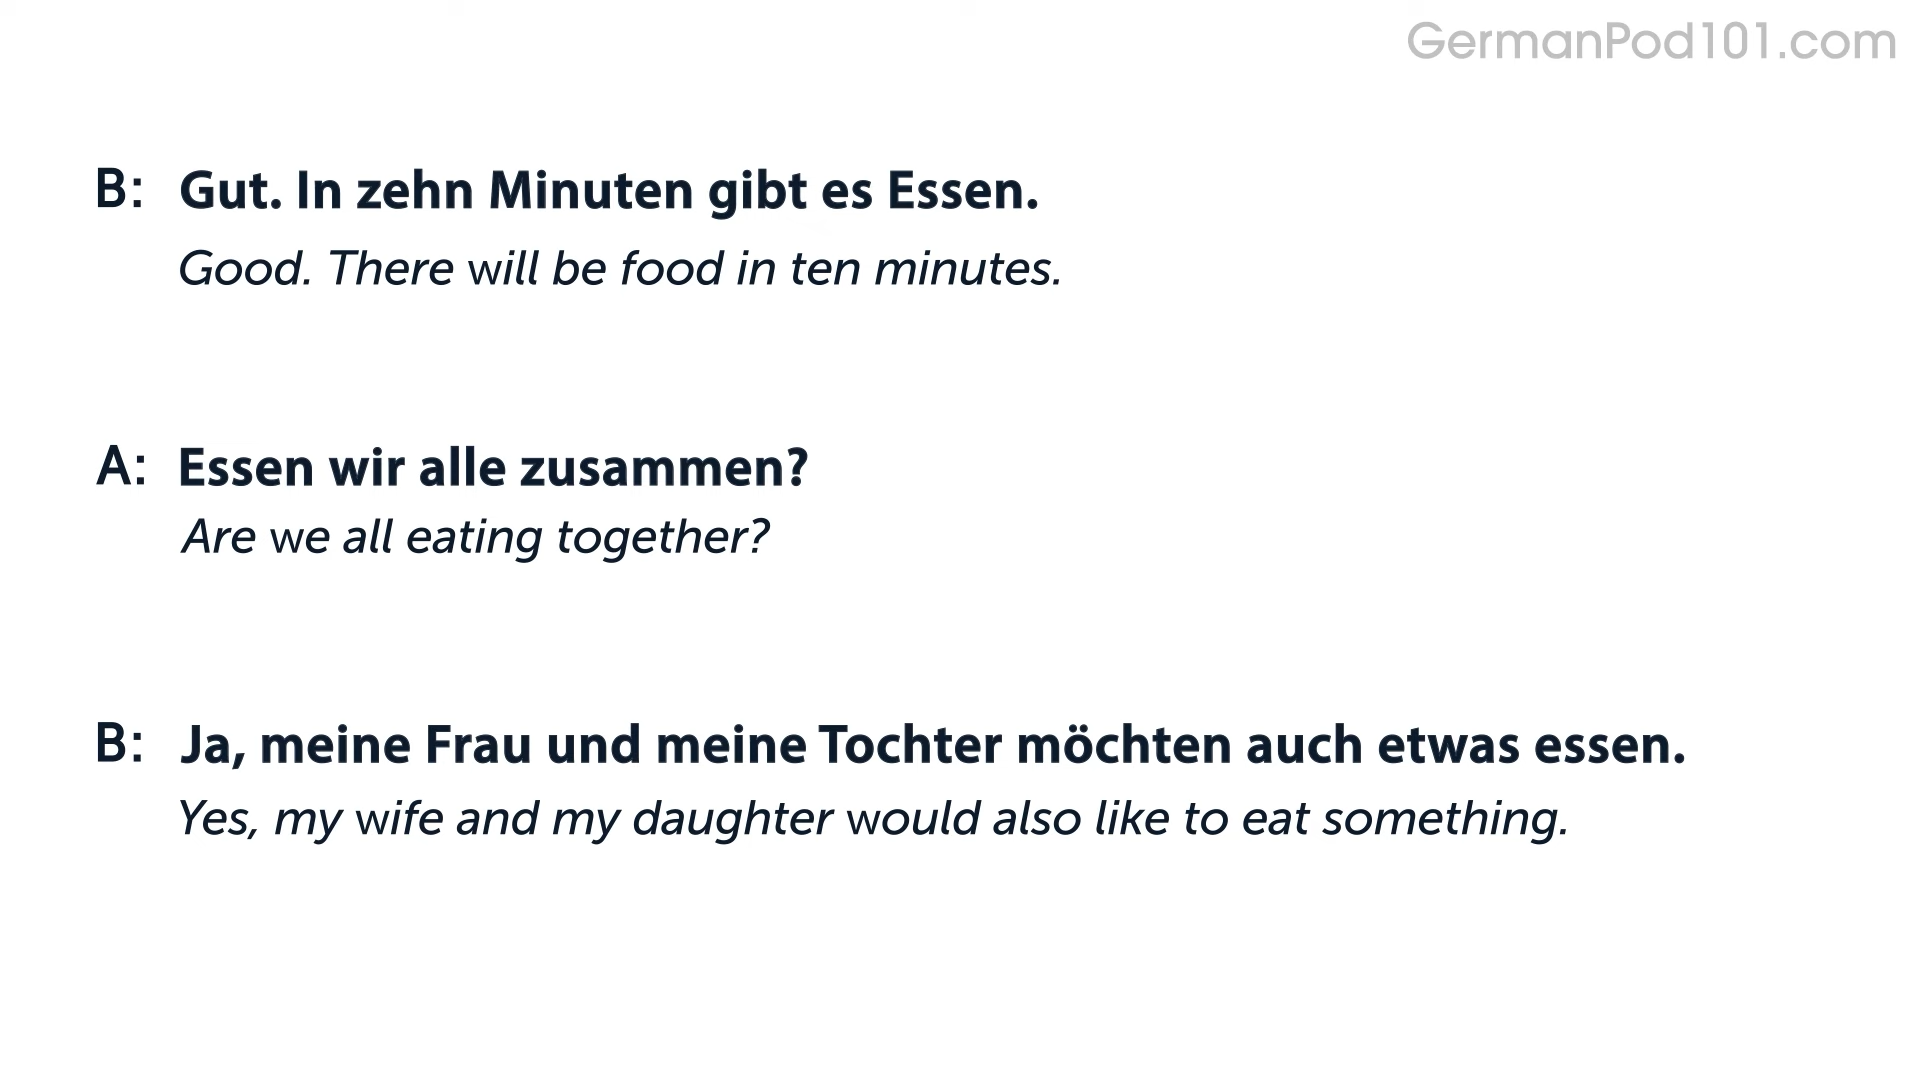 GermanPod101.com
B: Gut. In zehn Minuten gibt es Essen.
Good. There will be food in ten minutes.
A: Essen wir alle zusammen?
Are we all eating together?
B: Ja, meine Frau und meine Tochter möchten auch etwas essen.
Yes, my wife and my daughter would also like to eat something.